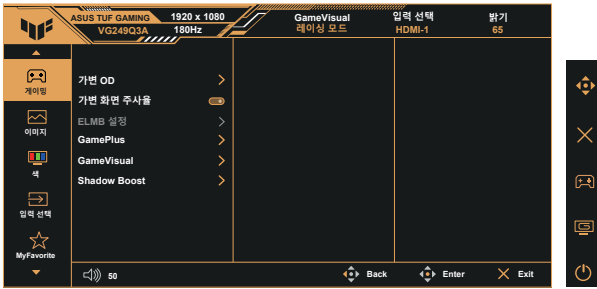 ASUS TUF GAMING 1920 x 1080 GameVisual 입력 선택 밝기
VG249Q3A 180Hz 레이싱 모드 HDMI-1 65
게이밍
이미지
색
입력 선택
MyFavorite
가변 OD
가변 화면 주사율
ELMB 설정
GamePlus
GameVisual
Shadow Boost
50 Back Enter Exit